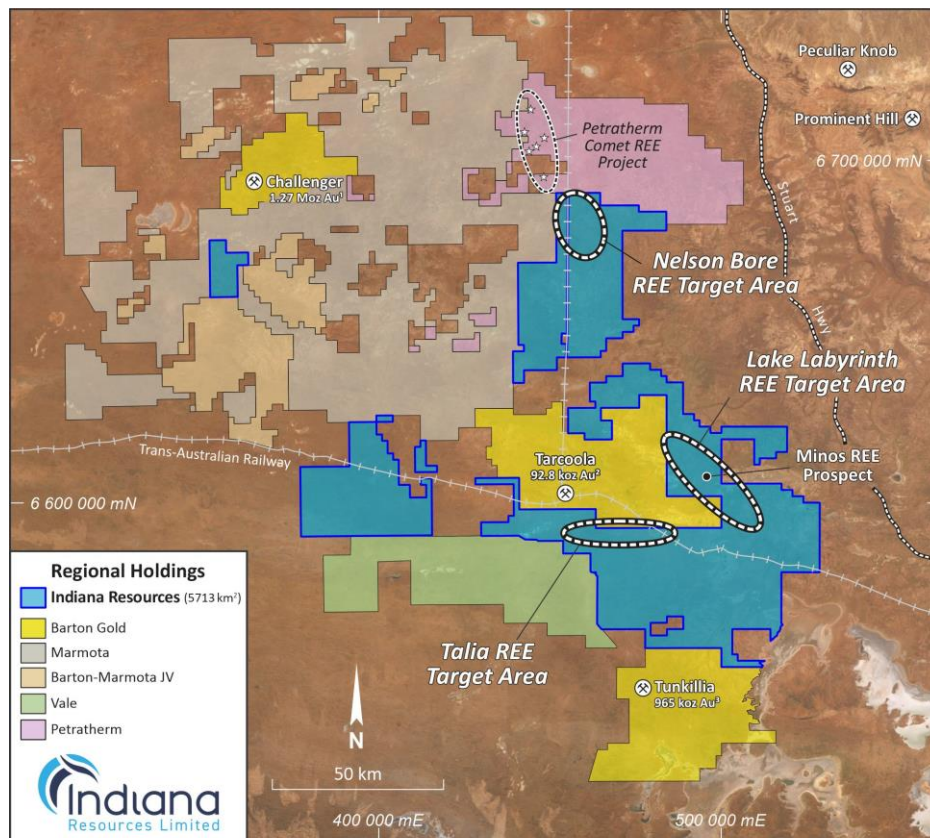 Peculiar Knob
Prominent Hill
6 700 000 mN
Petratherm
Comet REE
Project
Challenger
1.27 Moz Au¹
Stuart
Hwy
Nelson Bore
REE Target Area
Lake Labyrinth
REE Target Area
Trans-Australian Railway
Tarcoola
92.8 koz Au²
Minos REE
Prospect
6 600 000 mN
Regional Holdings
Indiana Resources (5713 km²)
Barton Gold
Marmota
Barton-Marmota JV
Vale
Petratherm
Talia REE
Target Area
Tunkillia
965 koz Au³
N
50 km
Indiana
Resources Limited
400 000 mE
500 000 mE